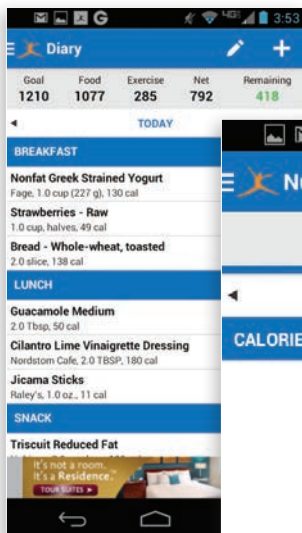 4G
3:53
Diary
Goal Food Exercise Net Remaining
1210 1077 285 792 418
TODAY
BREAKFAST
Nonfat Greek Strained Yogurt
Fage, 1.0 cup (227 g), 130 cal
Strawberries - Raw
1.0 cup, halves, 49 cal
Bread - Whole-wheat, toasted
2.0 slice, 138 cal
LUNCH
Guacamole Medium
2.0 Tbsp, 50 cal
Cilantro Lime Vinaigrette Dressing
Nordstom Cafe, 2.0 TBSP, 180 cal
Jicama Sticks
Raley's, 1.0 oz., 11 cal
SNACK
Triscuit Reduced Fat
It's not a room.
It's a Residence.
TOUR SUITES
Nu
CALORIE